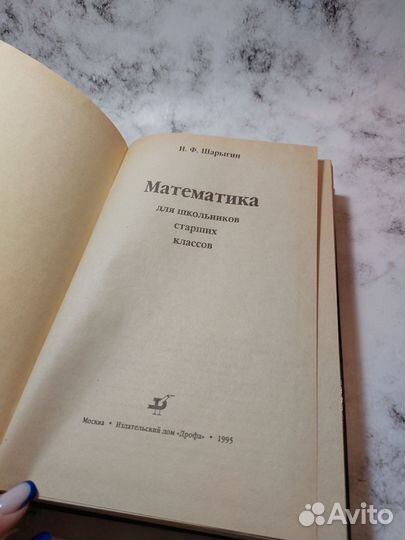 И. Ф. Шарыгин
Математика
для школьников
старших
классов
Москва • Издательский дом «Дрофа» • 1995
Avito